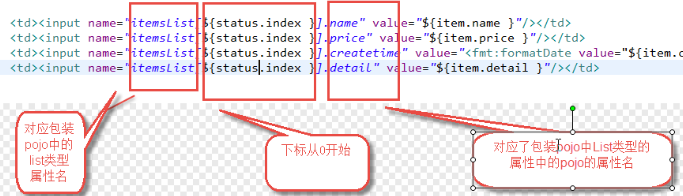 <td><input name="itemsList[${status.index }].name" value="${item.name }"/></td>
<td><input name="itemsList[${status.index }].price" value="${item.price }"/></td>
<td><input name="itemsList[${status.index }].createtime" value="<fmt:formatDate value="${item.c
<td><input name="itemsList[${status.index }].detail" value="${item.detail }"/></td>
对应包装
pojo中的
list类型
属性名
下标从0开始
对应了包装pojo中List类型的
属性中的pojo的属性名